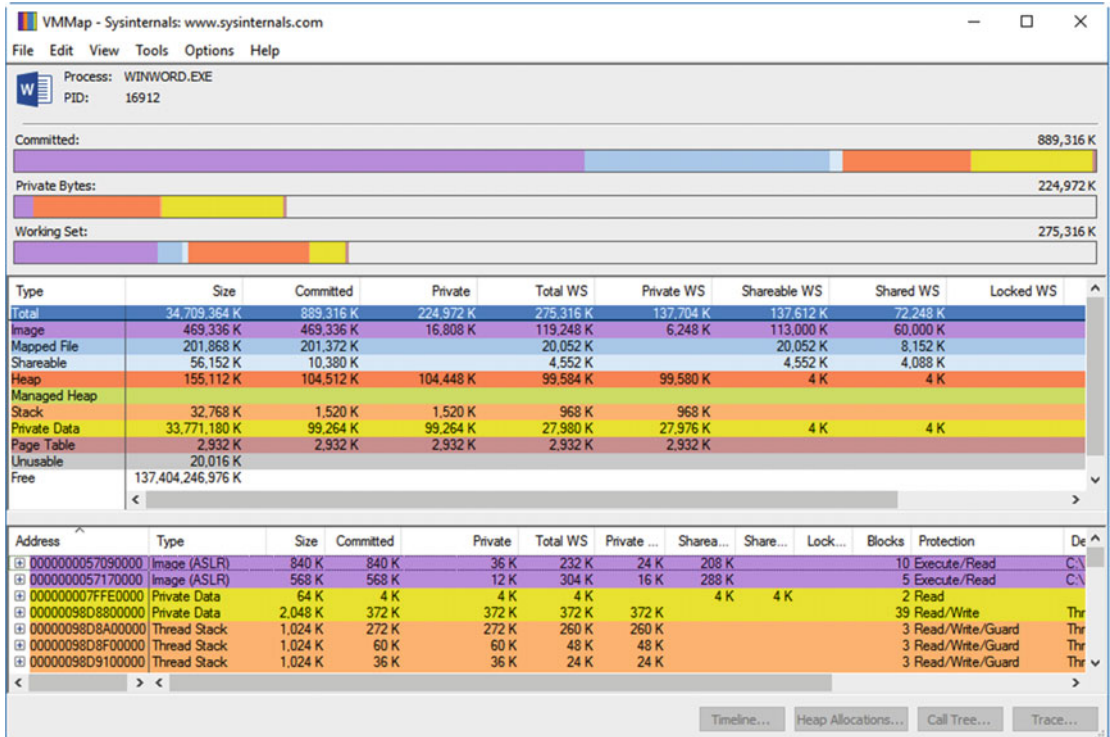 VMMap - Sysinternals: www.sysinternals.com
File Edit View Tools Options Help
Process: WINWORD.EXE
PID: 16912
Committed: 889,316 K
Private Bytes: 224,972 K
Working Set: 275,316 K
Type Size Committed Private Total WS Private WS Shareable WS Shared WS Locked WS
Total 34,709,364 K 889,316 K 224,972 K 275,316 K 137,704 K 137,612 K 72,248 K
Image 469,336 K 469,336 K 16,808 K 119,248 K 6,248 K 113,000 K 60,000 K
Mapped File 201,868 K 201,372 K 20,052 K 20,052 K 8,152 K
Shareable 56,152 K 10,380 K 4,552 K 4,552 K 4,088 K
Heap 155,112 K 104,512 K 104,448 K 99,584 K 99,580 K 4 K 4 K
Managed Heap
Stack 32,768 K 1,520 K 1,520 K 968 K 968 K
Private Data 33,771,180 K 99,264 K 99,264 K 27,980 K 27,976 K 4 K 4 K
Page Table 2,932 K 2,932 K 2,932 K 2,932 K 2,932 K
Unusable 20,016 K
Free 137,404,246,976 K
Address Type Size Committed Private Total WS Private ... Sharea... Share... Lock... Blocks Protection De
0000000057090000 Image (ASLR) 840 K 840 K 36 K 232 K 24 K 208 K 10 Execute/Read C:\
0000000057170000 Image (ASLR) 568 K 568 K 12 K 304 K 16 K 288 K 5 Execute/Read C:\
000000007FFE0000 Private Data 64 K 4 K 4 K 4 K 4 K 4 K 2 Read
00000098D8800000 Private Data 2,048 K 372 K 372 K 372 K 372 K 39 Read/Write Thr
00000098D8A00000 Thread Stack 1,024 K 272 K 272 K 260 K 260 K 3 Read/Write/Guard Thr
00000098D8F00000 Thread Stack 1,024 K 60 K 60 K 48 K 48 K 3 Read/Write/Guard Thr
00000098D9100000 Thread Stack 1,024 K 36 K 36 K 24 K 24 K 3 Read/Write/Guard Thr
Timeline... Heap Allocations... Call Tree... Trace...